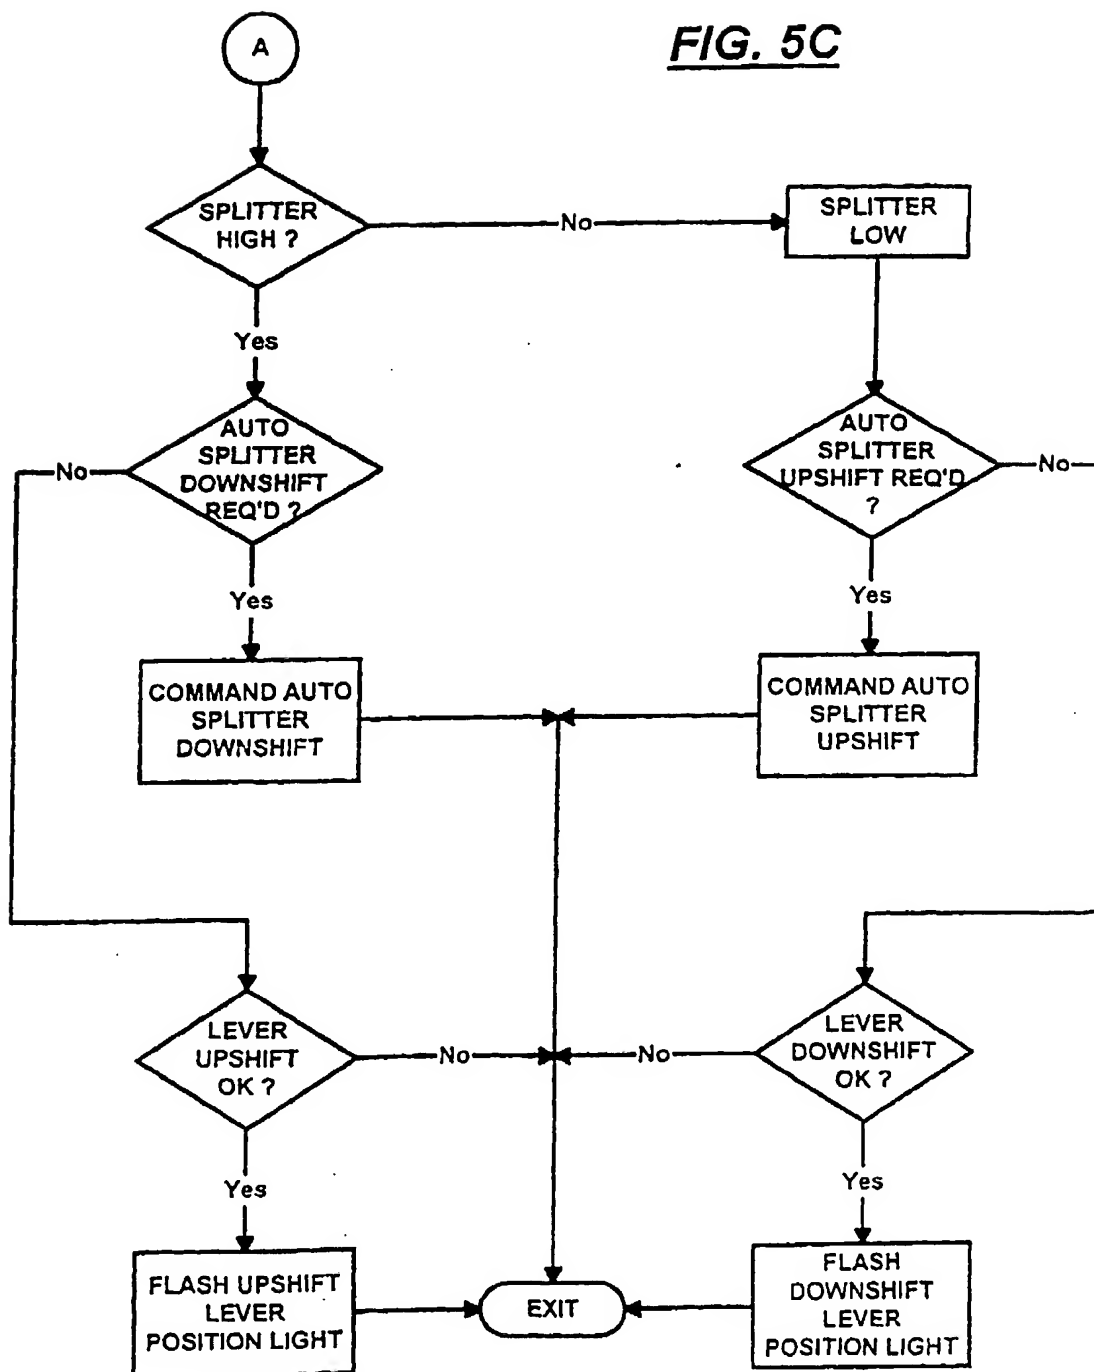 FIG. 5C
A
SPLITTER
HIGH ?
No
SPLITTER
LOW
Yes
AUTO
SPLITTER
DOWNSHIFT
REQ'D ?
No
AUTO
SPLITTER
UPSHIFT REQ'D
?
No
Yes
Yes
COMMAND AUTO
SPLITTER
DOWNSHIFT
COMMAND AUTO
SPLITTER
UPSHIFT
LEVER
UPSHIFT
OK ?
No
No
LEVER
DOWNSHIFT
OK ?
Yes
Yes
FLASH UPSHIFT
LEVER
POSITION LIGHT
EXIT
FLASH
DOWNSHIFT
LEVER
POSITION LIGHT